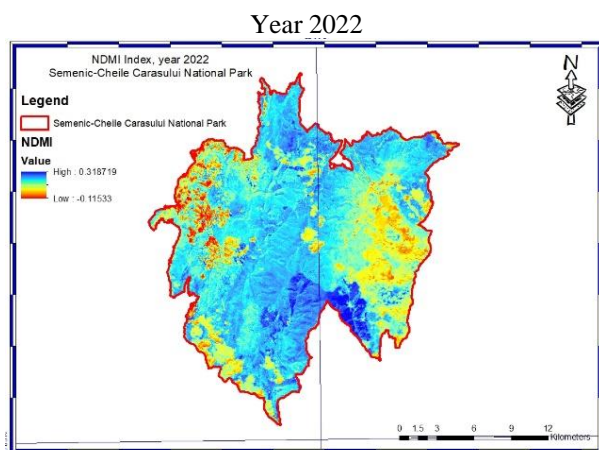 Year 2022
NDMI Index, year 2022
Semenic-Cheile Carasului National Park
N
Legend
Semenic-Cheile Carasului National Park
NDMI
Value
High : 0.318719
Low : -0.11533
0 1.5 3 6 9 12
Kilometers